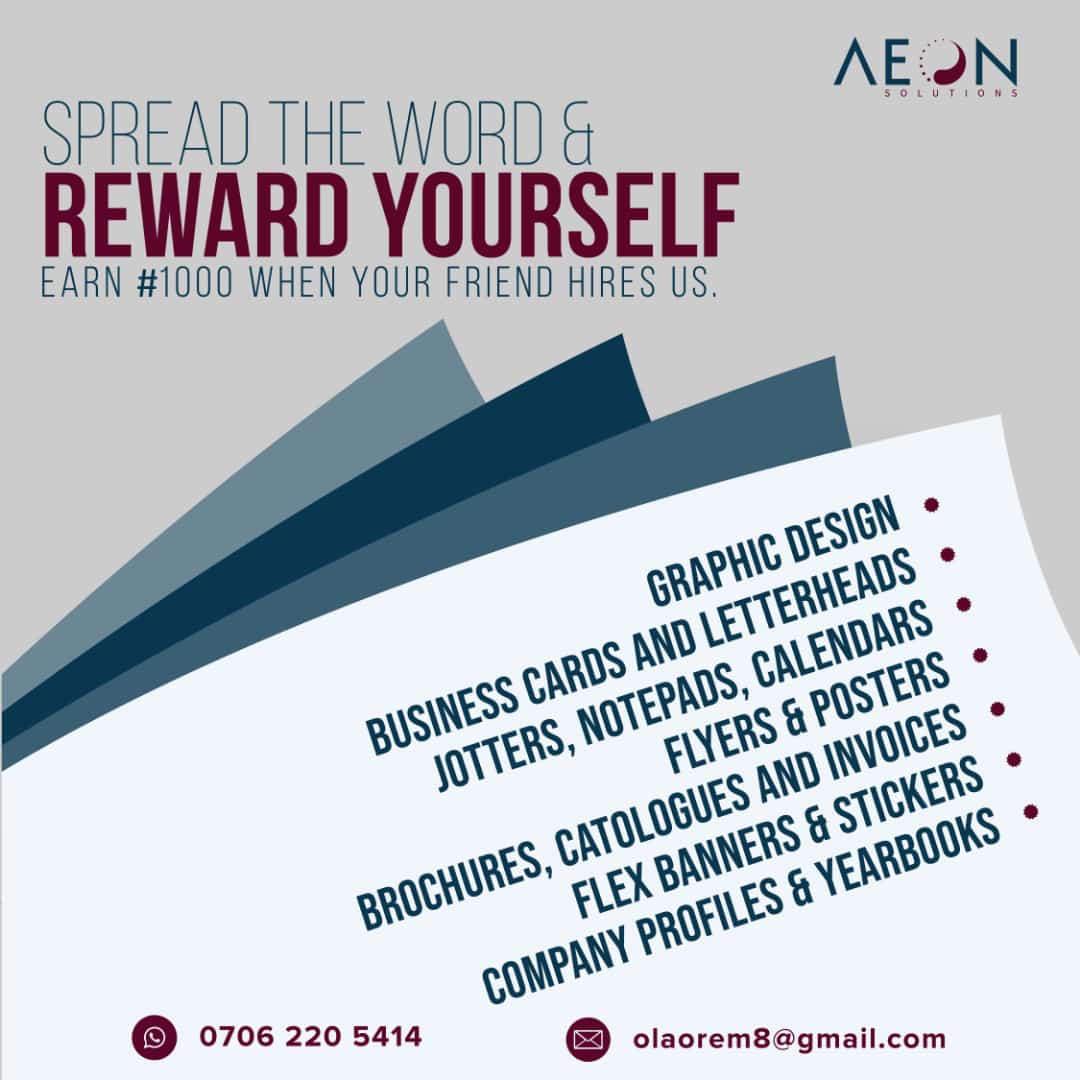 AEON
SOLUTIONS
SPREAD THE WORD &
REWARD YOURSELF
EARN #1000 WHEN YOUR FRIEND HIRES US.
GRAPHIC DESIGN
BUSINESS CARDS AND LETTERHEADS
JOTTERS, NOTEPADS, CALENDARS
FLYERS & POSTERS
BROCHURES, CATOLOGUES AND INVOICES
FLEX BANNERS & STICKERS
COMPANY PROFILES & YEARBOOKS
0706 220 5414
olaorem8@gmail.com